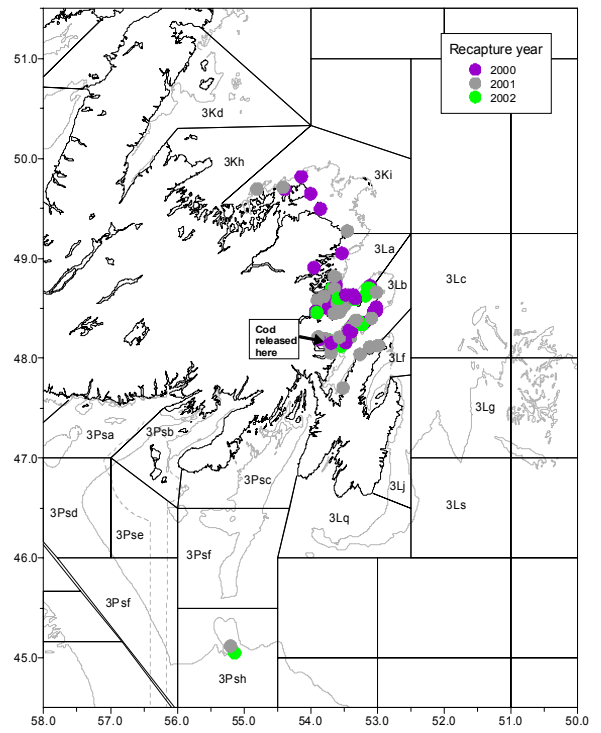 51.0
50.0
49.0
48.0
47.0
46.0
45.0
Recapture year
2000
2001
2002
3Kd
3Kh
3Ki
3La
3Lb
3Lc
Cod
released
here
3Lf
3Lg
3Psa
3Psb
3Psc
3Lj
3Lq
3Ls
3Psd
3Pse
3Psf
3Psf
3Psh
58.0 57.0 56.0 55.0 54.0 53.0 52.0 51.0 50.0